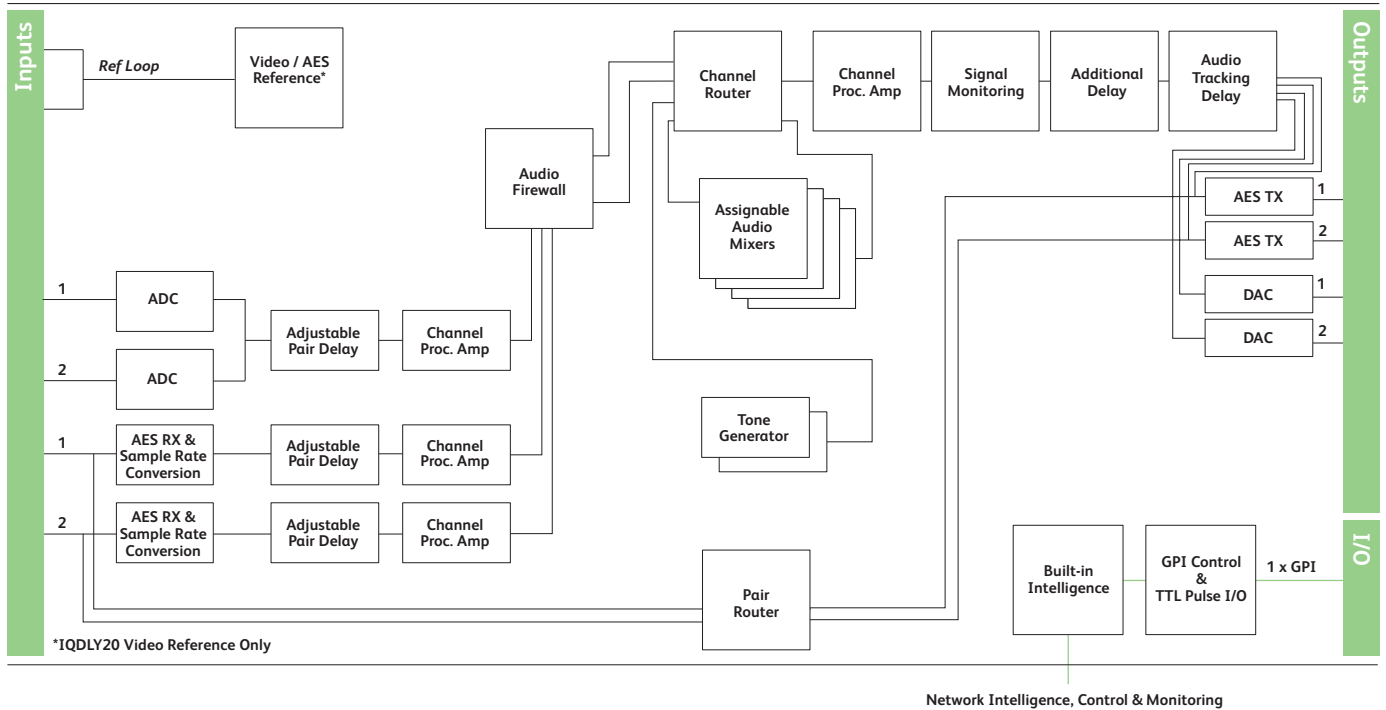 Inputs
Ref Loop
Video / AES
Reference*
Audio
Firewall
Channel
Router
Channel
Proc. Amp
Signal
Monitoring
Additional
Delay
Audio
Tracking
Delay
Outputs
Assignable
Audio
Mixers
AES TX
1
AES TX
2
DAC
1
DAC
2
1
ADC
2
ADC
Adjustable
Pair Delay
Channel
Proc. Amp
1
AES RX &
Sample Rate
Conversion
Adjustable
Pair Delay
Channel
Proc. Amp
2
AES RX &
Sample Rate
Conversion
Adjustable
Pair Delay
Channel
Proc. Amp
Tone
Generator
Pair
Router
Built-in
Intelligence
GPI Control
&
TTL Pulse I/O
1 x GPI
I/O
*IQDLY20 Video Reference Only
Network Intelligence, Control & Monitoring